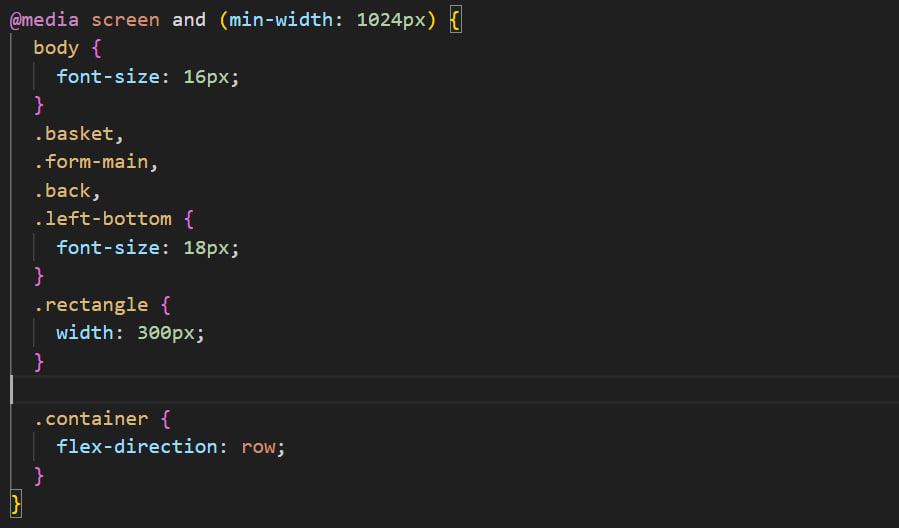 @media screen and (min-width: 1024px) {
  body {
    font-size: 16px;
  }
  .basket,
  .form-main,
  .back,
  .left-bottom {
    font-size: 18px;
  }
  .rectangle {
    width: 300px;
  }

  .container {
    flex-direction: row;
  }
}